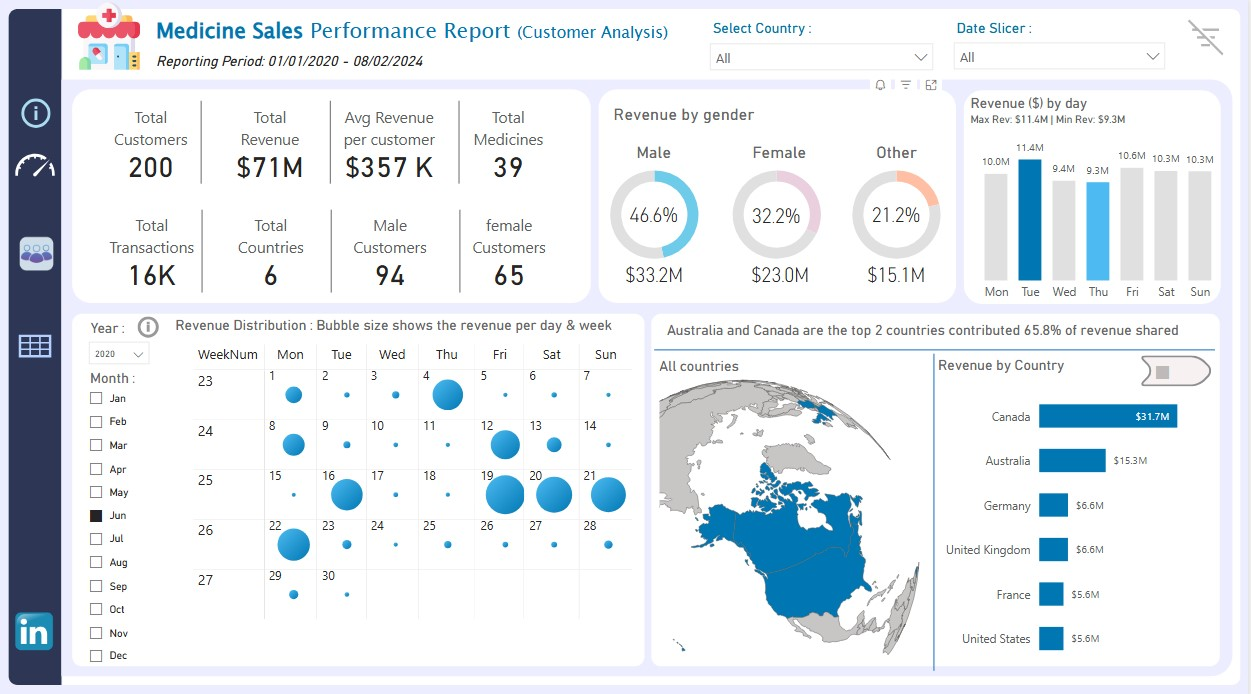 Medicine Sales Performance Report (Customer Analysis)
Reporting Period: 01/01/2020 - 08/02/2024
Select Country :
All
Date Slicer :
All
Total Customers
200
Total Revenue
$71M
Avg Revenue per customer
$357 K
Total Medicines
39
Total Transactions
16K
Total Countries
6
Male Customers
94
female Customers
65
Revenue by gender
Male
46.6%
$33.2M
Female
32.2%
$23.0M
Other
21.2%
$15.1M
Revenue ($) by day
Max Rev: $11.4M | Min Rev: $9.3M
10.0M 11.4M 9.4M 9.3M 10.6M 10.3M 10.3M
Mon Tue Wed Thu Fri Sat Sun
Year :
2020
Month :
Jan
Feb
Mar
Apr
May
Jun
Jul
Aug
Sep
Oct
Nov
Dec
Revenue Distribution : Bubble size shows the revenue per day & week
WeekNum Mon Tue Wed Thu Fri Sat Sun
23 1 2 3 4 5 6 7
24 8 9 10 11 12 13 14
25 15 16 17 18 19 20 21
26 22 23 24 25 26 27 28
27 29 30
Australia and Canada are the top 2 countries contributed 65.8% of revenue shared
All countries
Revenue by Country
Canada $31.7M
Australia $15.3M
Germany $6.6M
United Kingdom $6.6M
France $5.6M
United States $5.6M
in